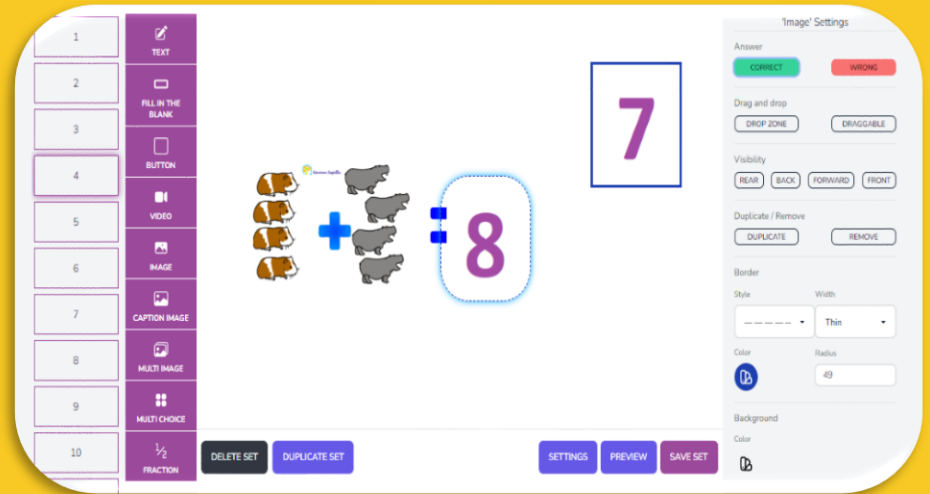 1
2
3
4
5
6
7
8
9
10
TEXT
FILL IN THE
BLANK
BUTTON
VIDEO
IMAGE
CAPTION IMAGE
MULTI IMAGE
MULTI CHOICE
1/2
FRACTION
7
+
=
8
DELETE SET
DUPLICATE SET
SETTINGS
PREVIEW
SAVE SET
'Image' Settings
Answer
CORRECT
WRONG
Drag and drop
DROP ZONE
DRAGGABLE
Visibility
REAR
BACK
FORWARD
FRONT
Duplicate / Remove
DUPLICATE
REMOVE
Border
Style
Width
Thin
Color
Radius
49
Background
Color